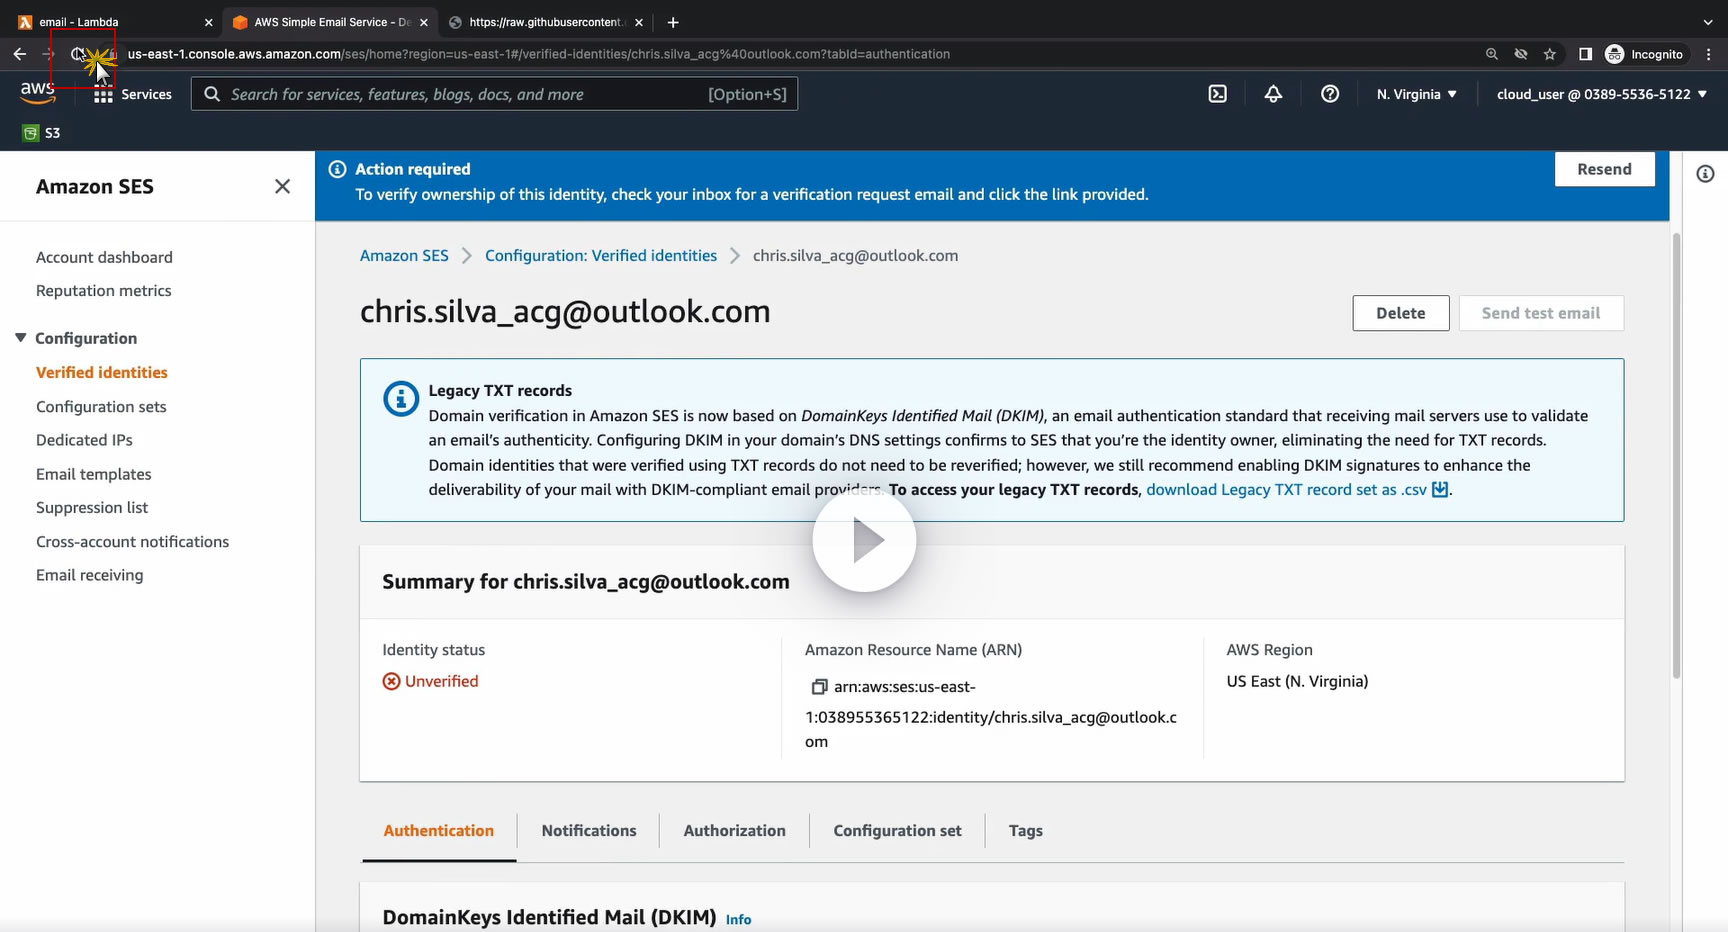 email - Lambda
AWS Simple Email Service - De
https://raw.githubusercontent.
us-east-1.console.aws.amazon.com/ses/home?region=us-east-1#/verified-identities/chris.silva_acg%40outlook.com?tabId=authentication
Incognito
aws
Services
Search for services, features, blogs, docs, and more
[Option+S]
N. Virginia
cloud_user @ 0389-5536-5122
S3
Amazon SES
Action required
To verify ownership of this identity, check your inbox for a verification request email and click the link provided.
Resend
Account dashboard
Reputation metrics
Configuration
Verified identities
Configuration sets
Dedicated IPs
Email templates
Suppression list
Cross-account notifications
Email receiving
Amazon SES
Configuration: Verified identities
chris.silva_acg@outlook.com
chris.silva_acg@outlook.com
Delete
Send test email
Legacy TXT records
Domain verification in Amazon SES is now based on DomainKeys Identified Mail (DKIM), an email authentication standard that receiving mail servers use to validate
an email's authenticity. Configuring DKIM in your domain's DNS settings confirms to SES that you're the identity owner, eliminating the need for TXT records.
Domain identities that were verified using TXT records do not need to be reverified; however, we still recommend enabling DKIM signatures to enhance the
deliverability of your mail with DKIM-compliant email providers. To access your legacy TXT records, download Legacy TXT record set as .csv.
Summary for chris.silva_acg@outlook.com
Identity status
Unverified
Amazon Resource Name (ARN)
arn:aws:ses:us-east-
1:038955365122:identity/chris.silva_acg@outlook.c
om
AWS Region
US East (N. Virginia)
Authentication
Notifications
Authorization
Configuration set
Tags
DomainKeys Identified Mail (DKIM)
Info